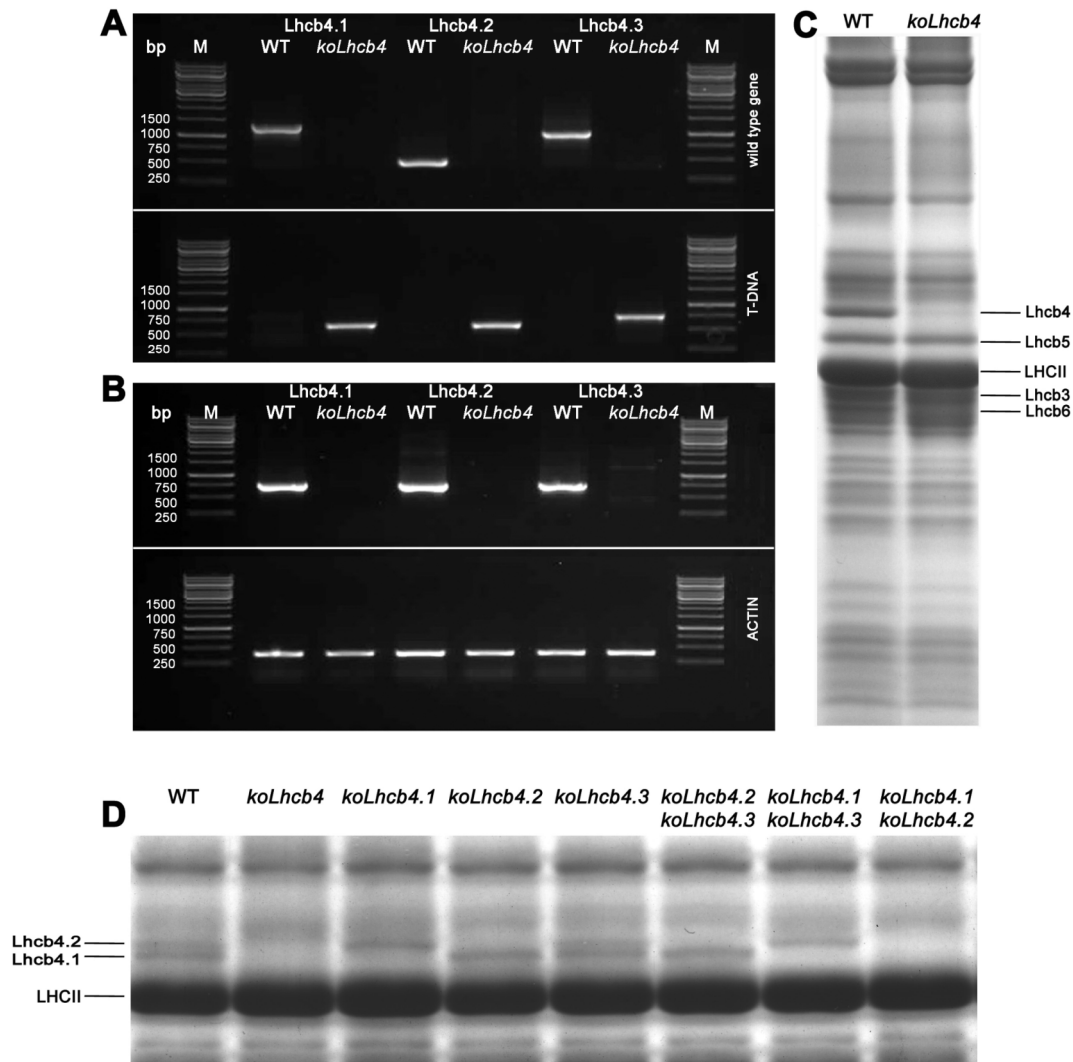 A
Lhcb4.1 Lhcb4.2 Lhcb4.3
bp M WT koLhcb4 WT koLhcb4 WT koLhcb4 M
1500
1000
750
500
250
wild type gene
1500
1000
750
500
250
T-DNA
B
Lhcb4.1 Lhcb4.2 Lhcb4.3
bp M WT koLhcb4 WT koLhcb4 WT koLhcb4 M
1500
1000
750
500
250
1500
1000
750
500
250
ACTIN
C
WT koLhcb4
Lhcb4
Lhcb5
LHCII
Lhcb3
Lhcb6
D
WT koLhcb4 koLhcb4.1 koLhcb4.2 koLhcb4.3 koLhcb4.2 koLhcb4.1 koLhcb4.1
koLhcb4.3 koLhcb4.3 koLhcb4.2
Lhcb4.2
Lhcb4.1
LHCII